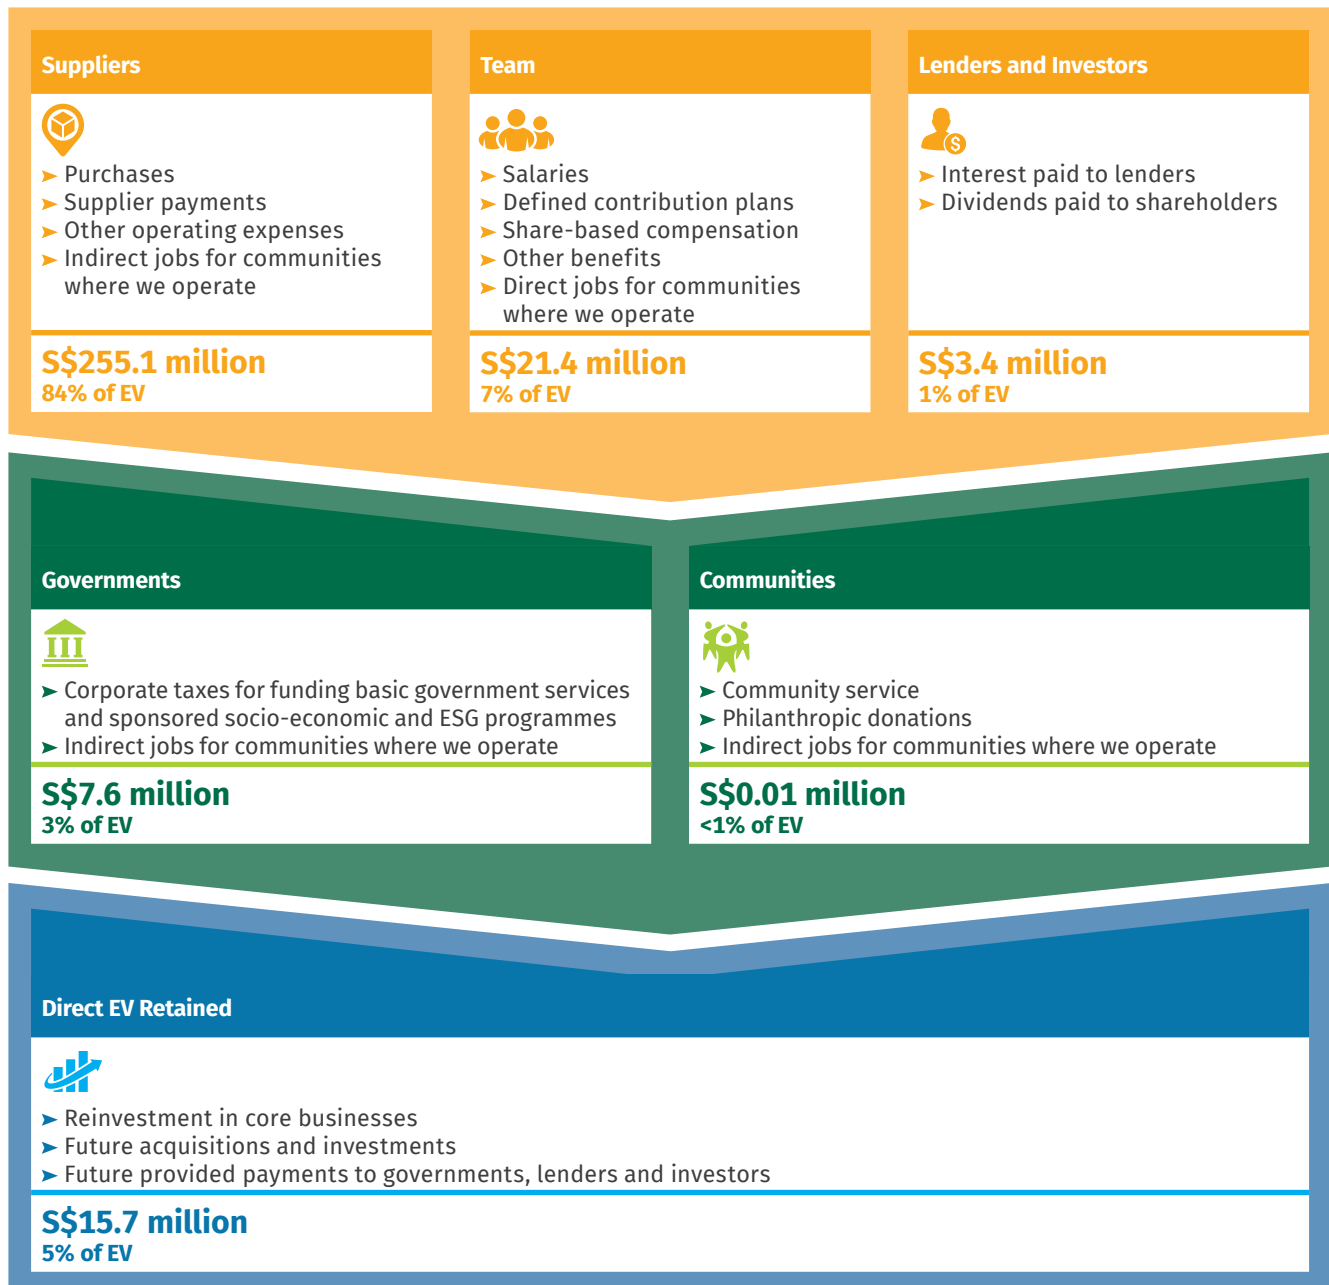 Suppliers
➤ Purchases
➤ Supplier payments
➤ Other operating expenses
➤ Indirect jobs for communities
where we operate
S$255.1 million
84% of EV
Team
➤ Salaries
➤ Defined contribution plans
➤ Share-based compensation
➤ Other benefits
➤ Direct jobs for communities
where we operate
S$21.4 million
7% of EV
Lenders and Investors
$
➤ Interest paid to lenders
➤ Dividends paid to shareholders
S$3.4 million
1% of EV
Governments
➤ Corporate taxes for funding basic government services
and sponsored socio-economic and ESG programmes
➤ Indirect jobs for communities where we operate
S$7.6 million
3% of EV
Communities
➤ Community service
➤ Philanthropic donations
➤ Indirect jobs for communities where we operate
S$0.01 million
<1% of EV
Direct EV Retained
➤ Reinvestment in core businesses
➤ Future acquisitions and investments
➤ Future provided payments to governments, lenders and investors
S$15.7 million
5% of EV